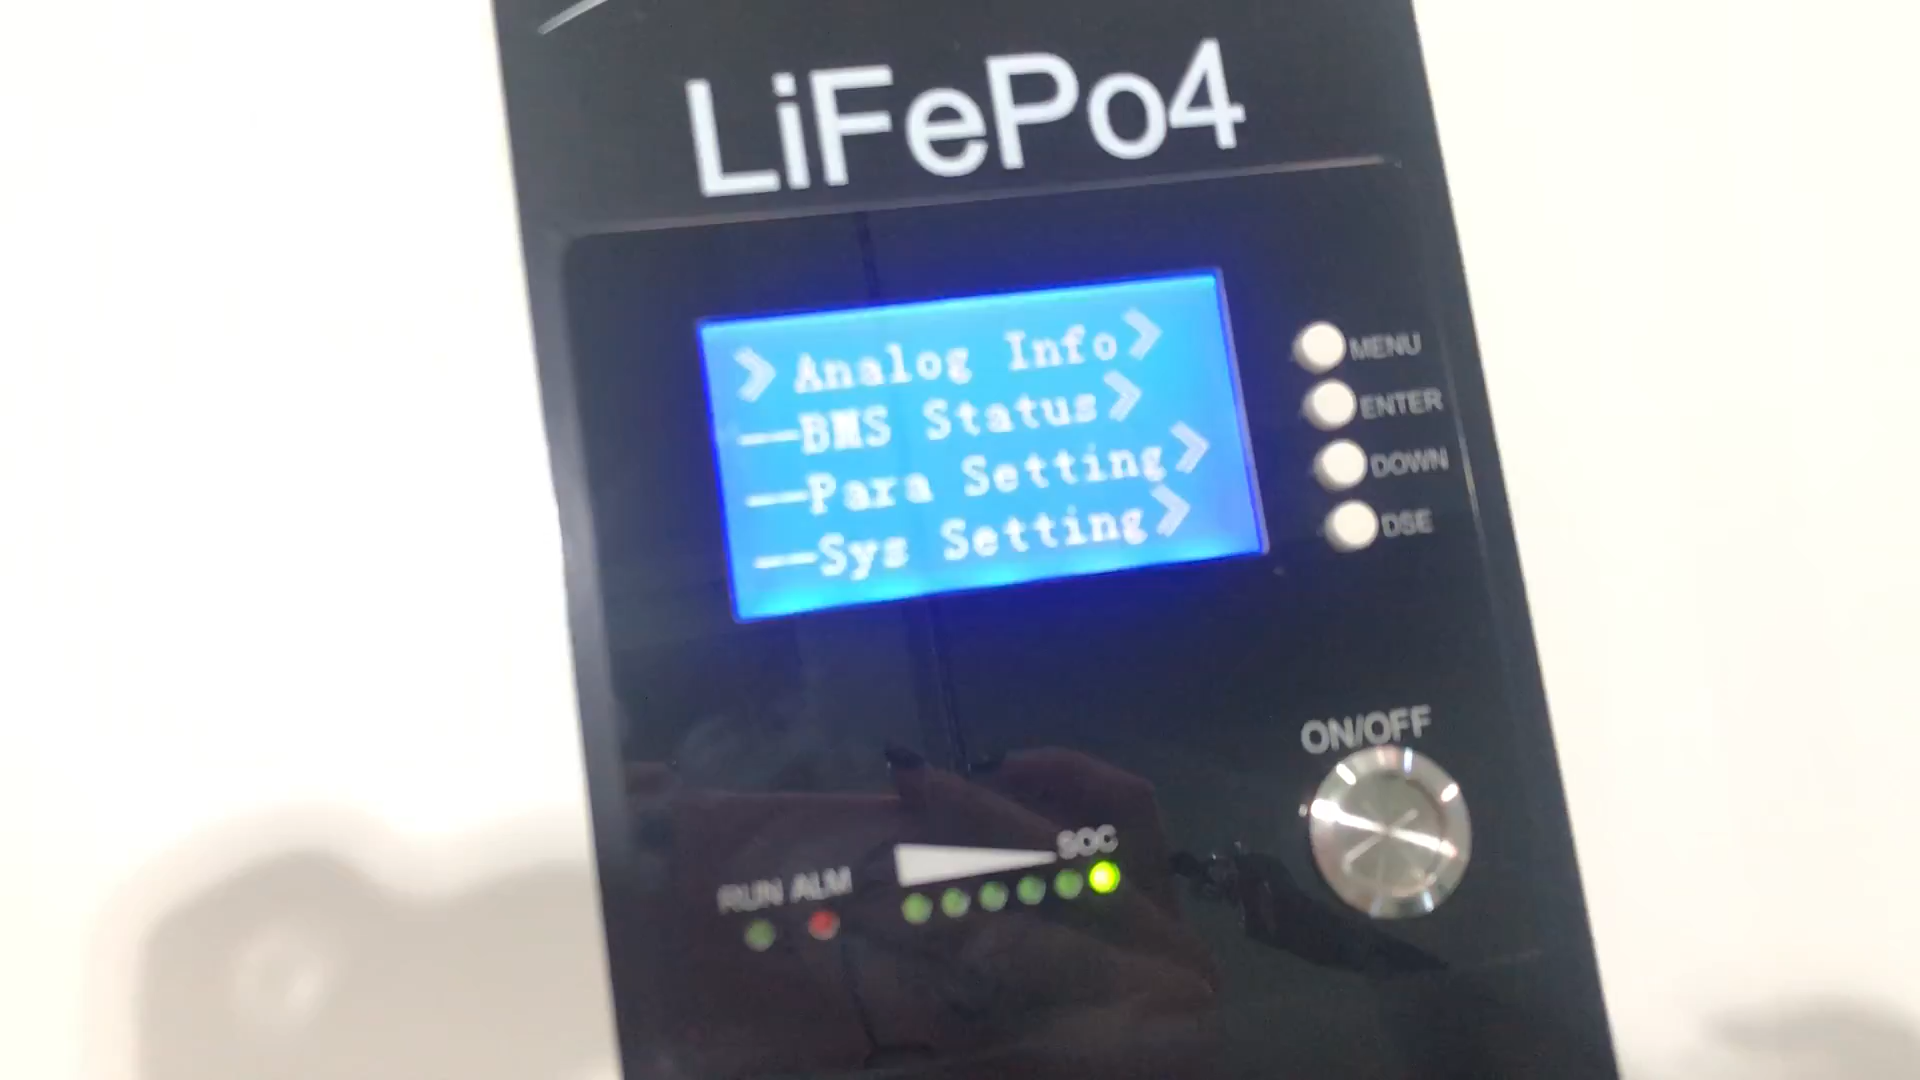 LiFePo4
> Analog Info>
—BMS Status>
—Para Setting>
—Sys Setting>
MENU
ENTER
DOWN
DSE
ON/OFF
RUN ALM
SOC